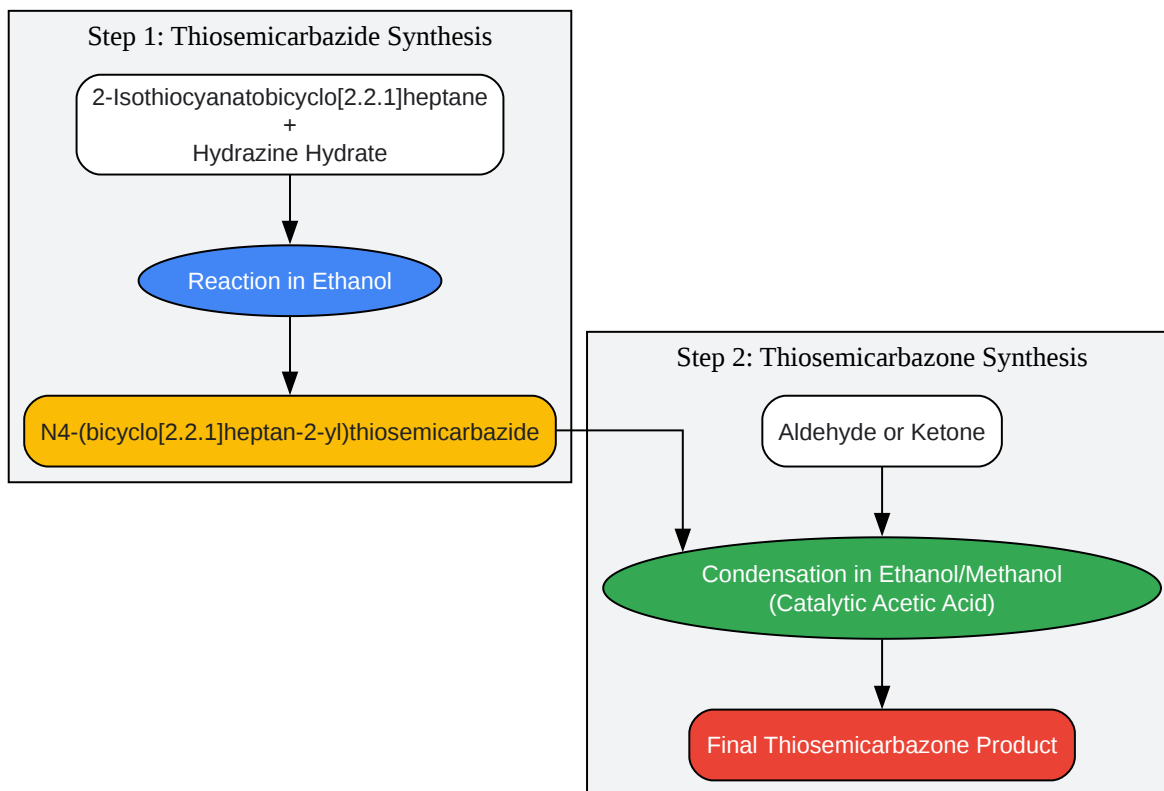 Step 1: Thiosemicarbazide Synthesis
2-Isothiocyanatobicyclo[2.2.1]heptane
+
Hydrazine Hydrate
Reaction in Ethanol
N4-(bicyclo[2.2.1]heptan-2-yl)thiosemicarbazide
Step 2: Thiosemicarbazone Synthesis
Aldehyde or Ketone
Condensation in Ethanol/Methanol
(Catalytic Acetic Acid)
Final Thiosemicarbazone Product